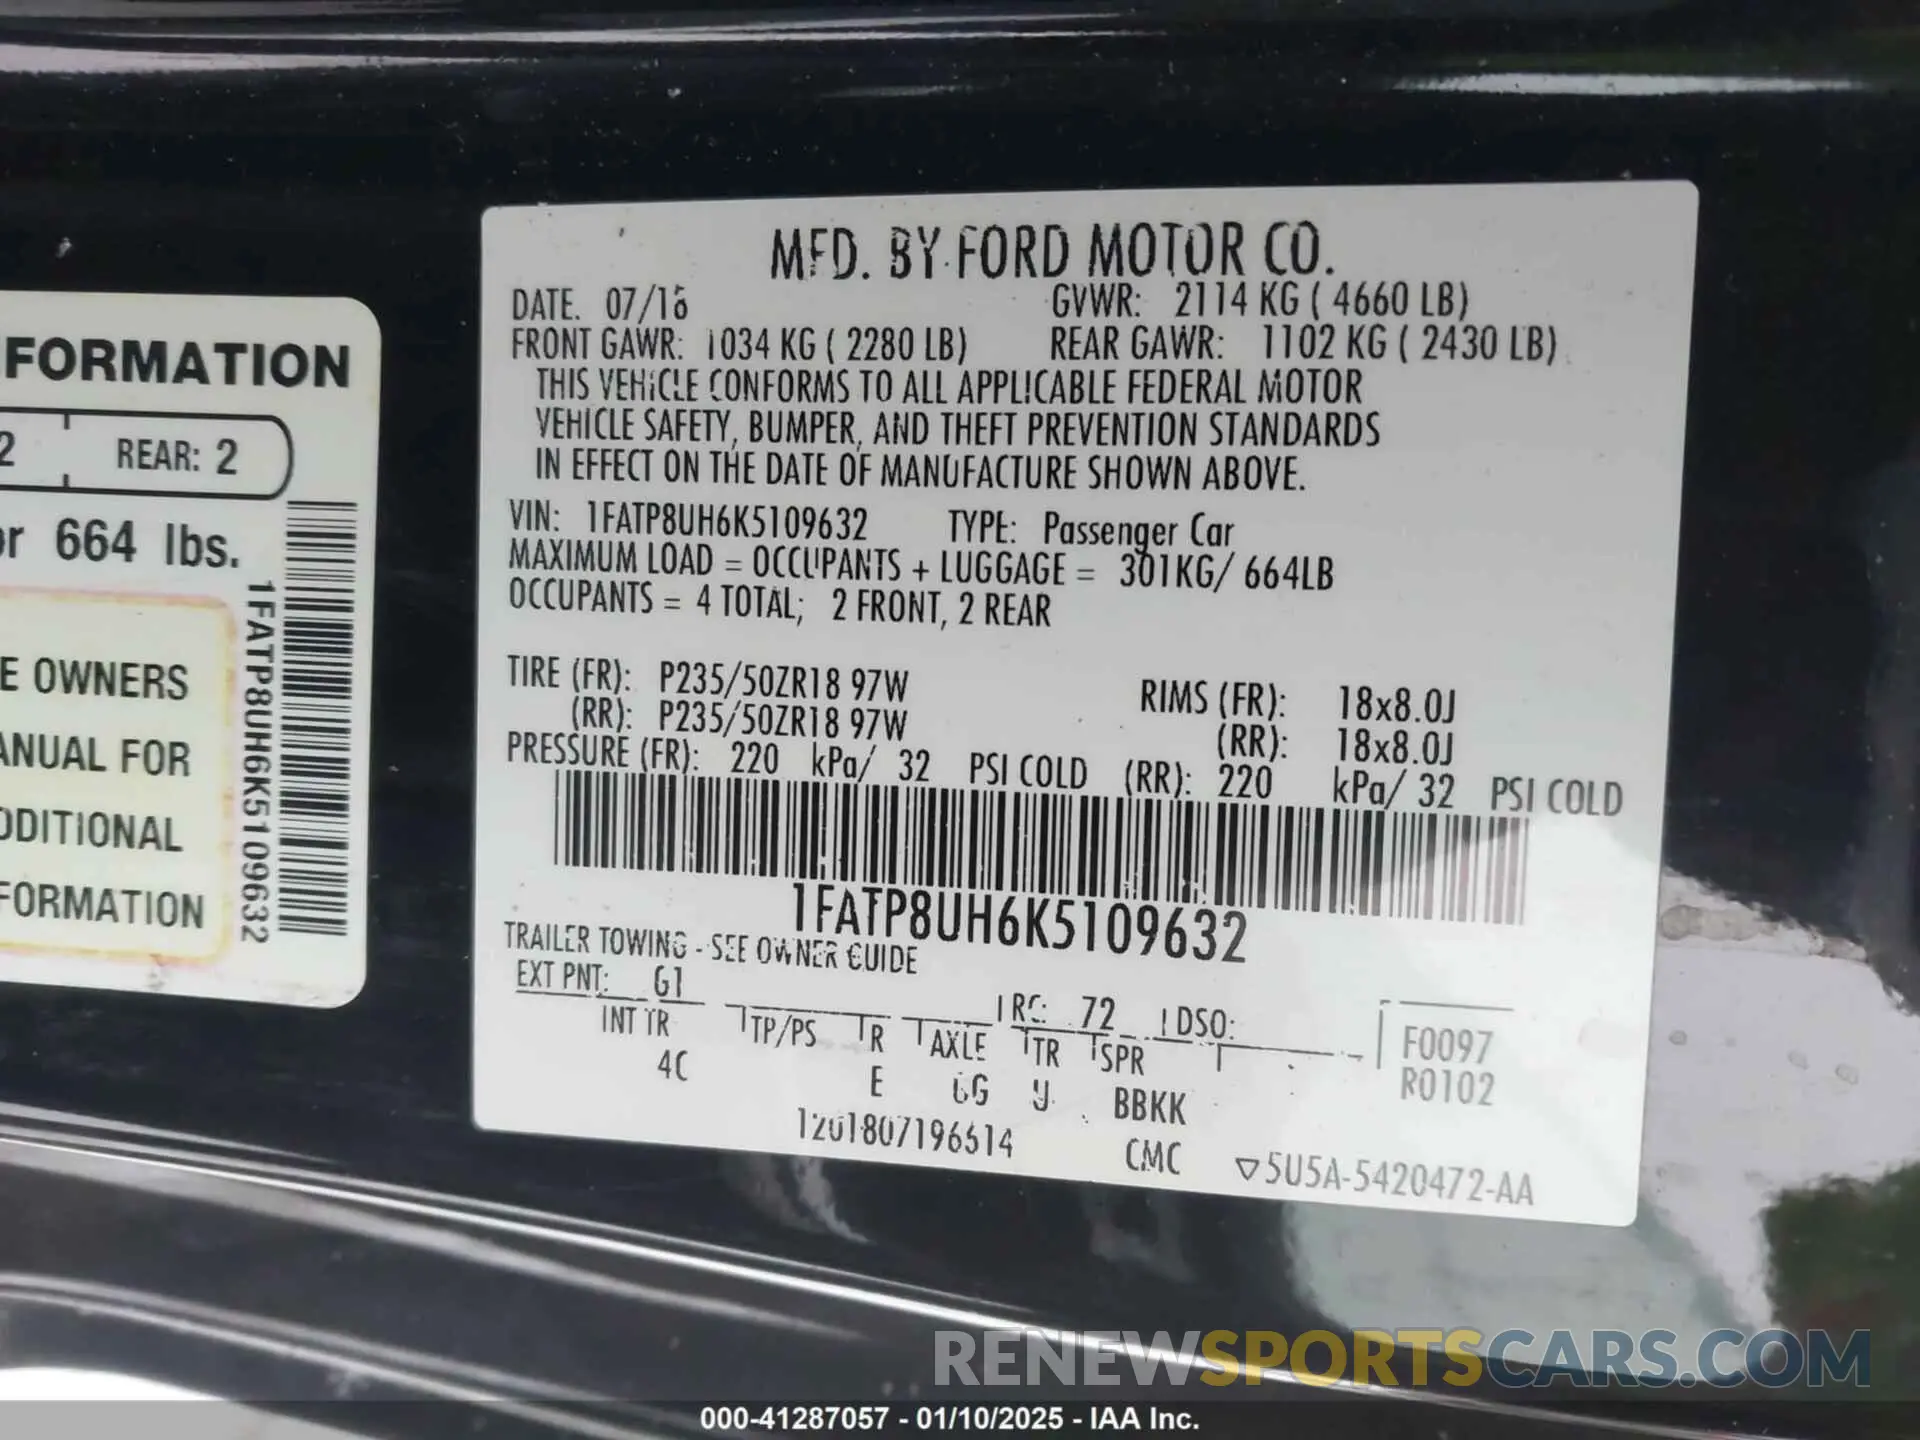 FORMATION
2 REAR: 2
or 664 lbs.
E OWNERS
ANUAL FOR
DDITIONAL
FORMATION
1FATP8UH6K5109632
MFD. BY FORD MOTOR CO.
DATE. 07/18 GVWR: 2114 KG ( 4660 LB)
FRONT GAWR: 1034 KG ( 2280 LB) REAR GAWR: 1102 KG ( 2430 LB)
THIS VEHICLE CONFORMS TO ALL APPLICABLE FEDERAL MOTOR
VEHICLE SAFETY, BUMPER, AND THEFT PREVENTION STANDARDS
IN EFFECT ON THE DATE OF MANUFACTURE SHOWN ABOVE.
VIN: 1FATP8UH6K5109632 TYPE: Passenger Car
MAXIMUM LOAD = OCCUPANTS + LUGGAGE = 301KG/ 664LB
OCCUPANTS = 4 TOTAL; 2 FRONT, 2 REAR
TIRE (FR): P235/50ZR18 97W RIMS (FR): 18x8.0J
(RR): P235/50ZR18 97W (RR): 18x8.0J
PRESSURE (FR): 220 kPa/ 32 PSI COLD (RR): 220 kPa/ 32 PSI COLD
1FATP8UH6K5109632
TRAILER TOWING - SEE OWNER GUIDE
EXT PNT: G1 RC: 72 DSO:
INT TR TP/PS R AXLE TR SPR F0097
4C E BBKK R0102
CMC 5U5A-5420472-AA
RENEWSPORTSCARS.COM
000-41287057 - 01/10/2025 - IAA Inc.